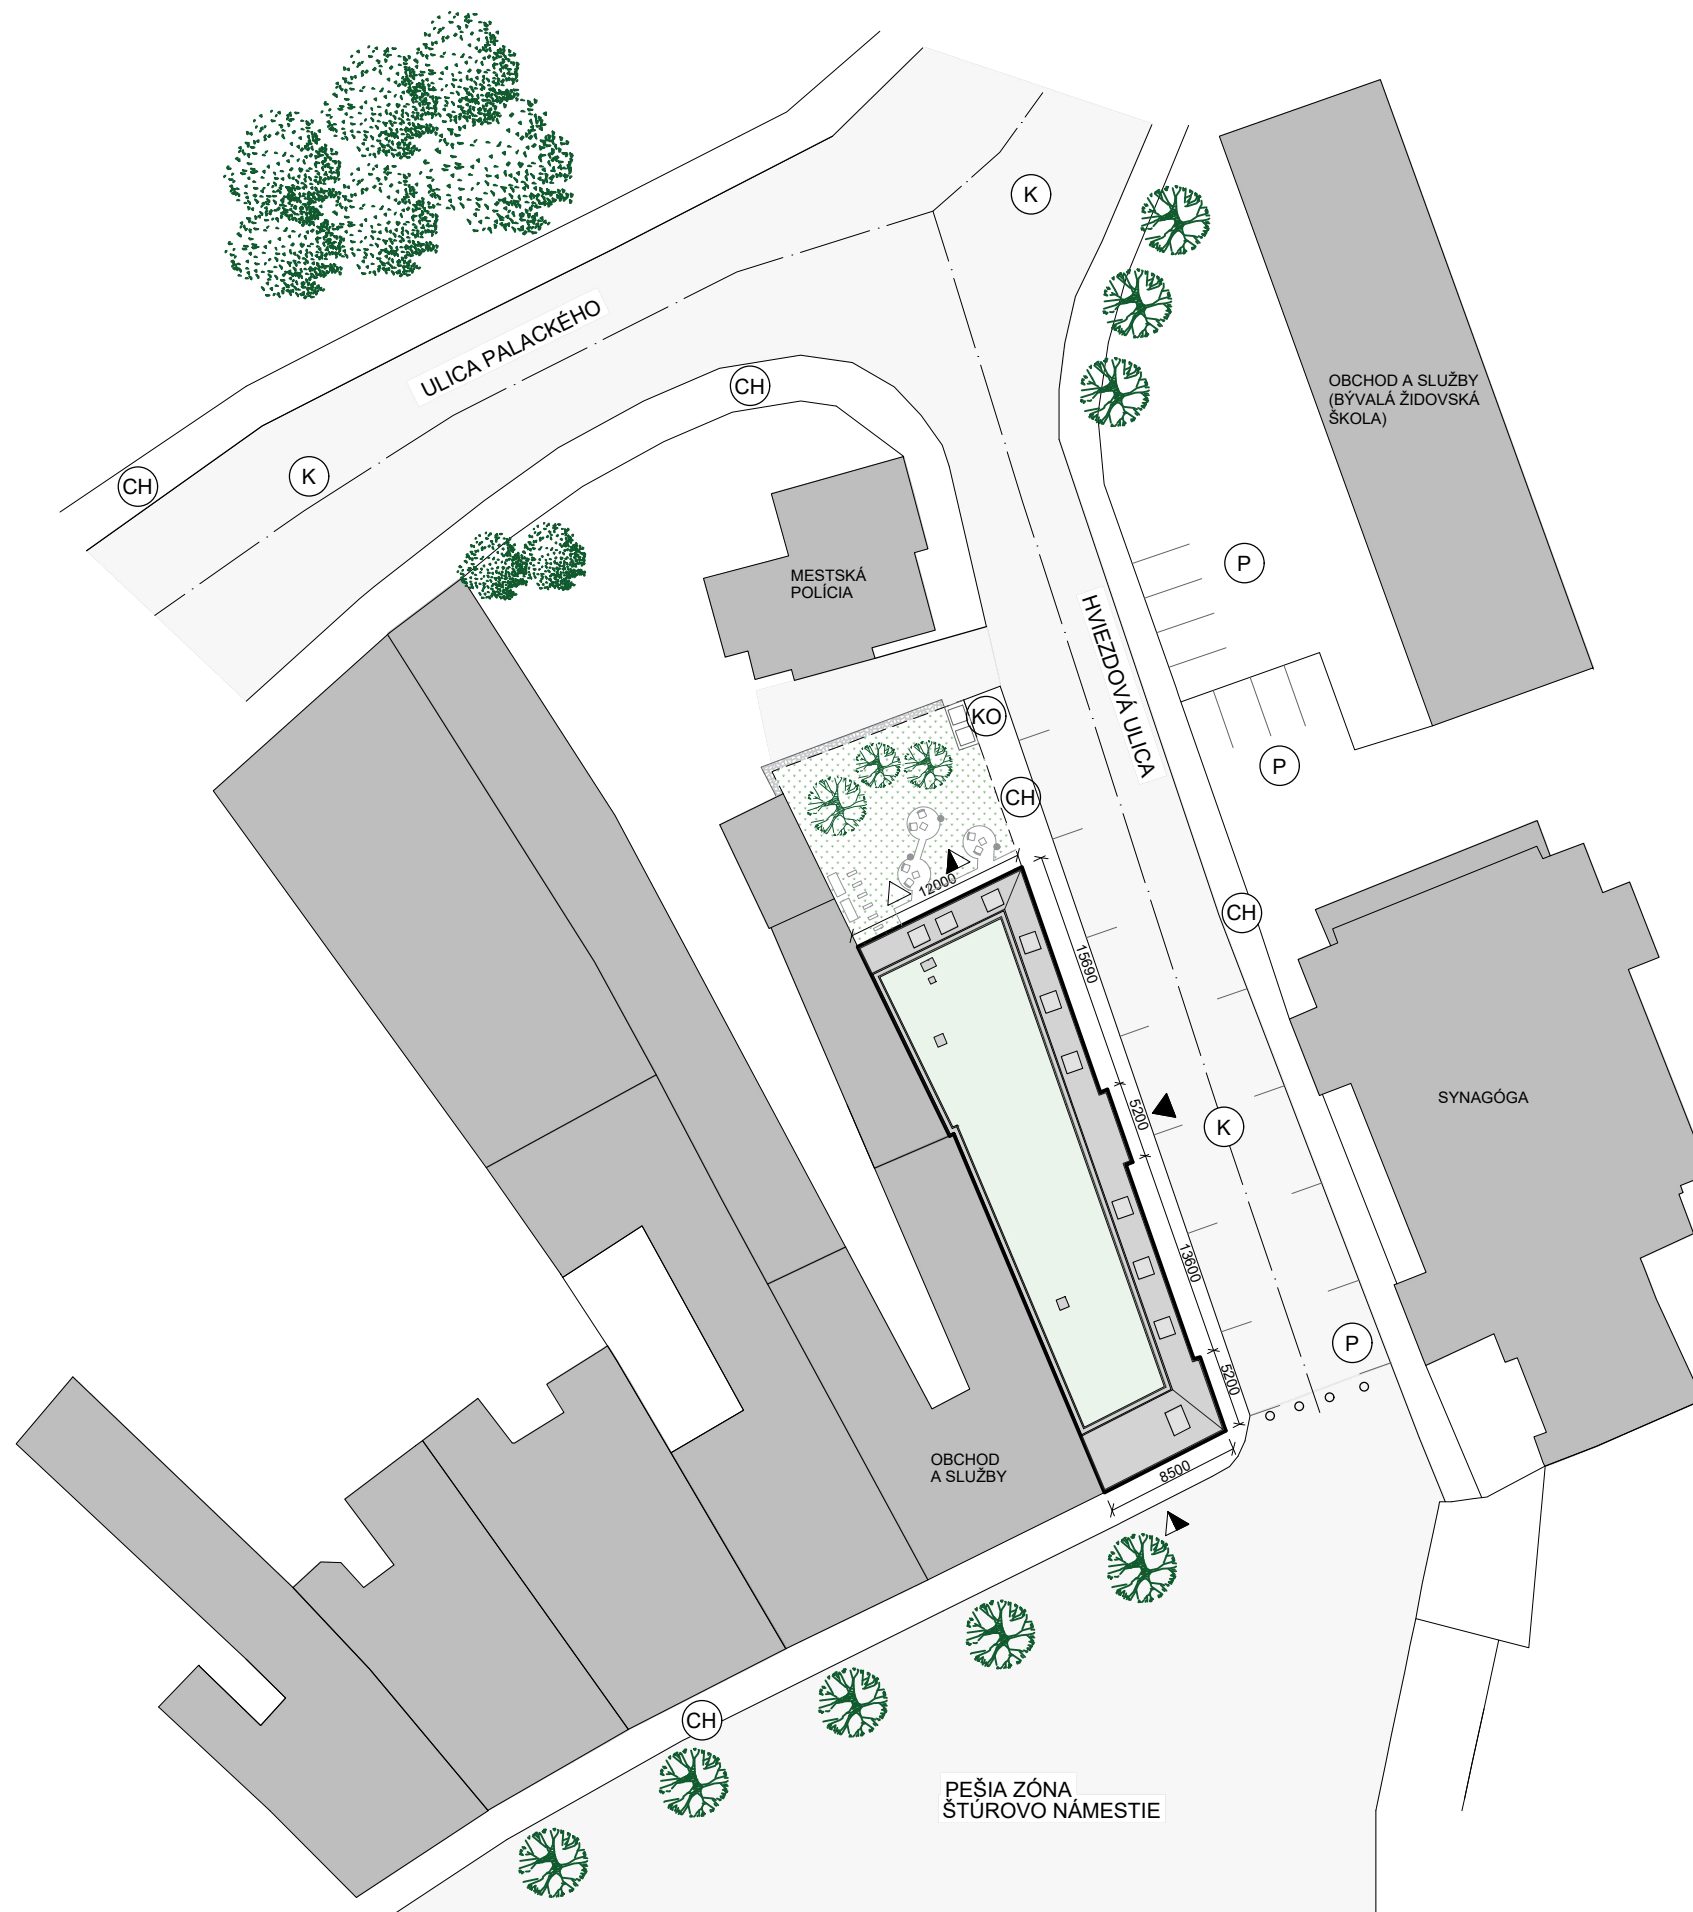 K
ULICA PALACKÉHO
CH
OBCHOD A SLUŽBY
(BÝVALÁ ŽIDOVSKÁ
ŠKOLA)
K
CH
P
MESTSKÁ
POLÍCIA
HVIEZDOVÁ ULICA
KO
P
CH
12000
CH
15690
SYNAGÓGA
5200
K
13600
P
5200
OBCHOD
A SLUŽBY
8500
CH
PEŠIA ZÓNA
ŠTÚROVO NÁMESTIE